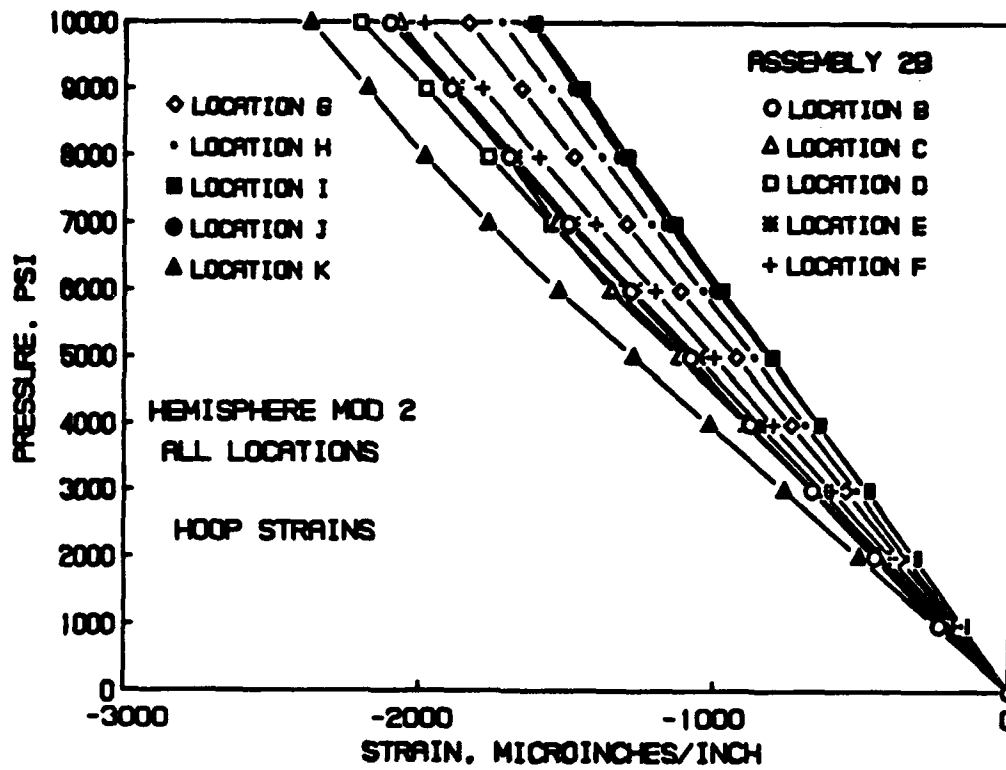 10000
9000
8000
7000
6000
5000
4000
3000
2000
1000
0
PRESSURE, PSI
ASSEMBLY 2B
LOCATION G
LOCATION H
LOCATION I
LOCATION J
LOCATION K
LOCATION B
LOCATION C
LOCATION D
LOCATION E
LOCATION F
HEMISPHERE MOD 2
ALL LOCATIONS
HOOP STRAINS
-3000
-2000
-1000
0
STRAIN, MICROINCHES/INCH